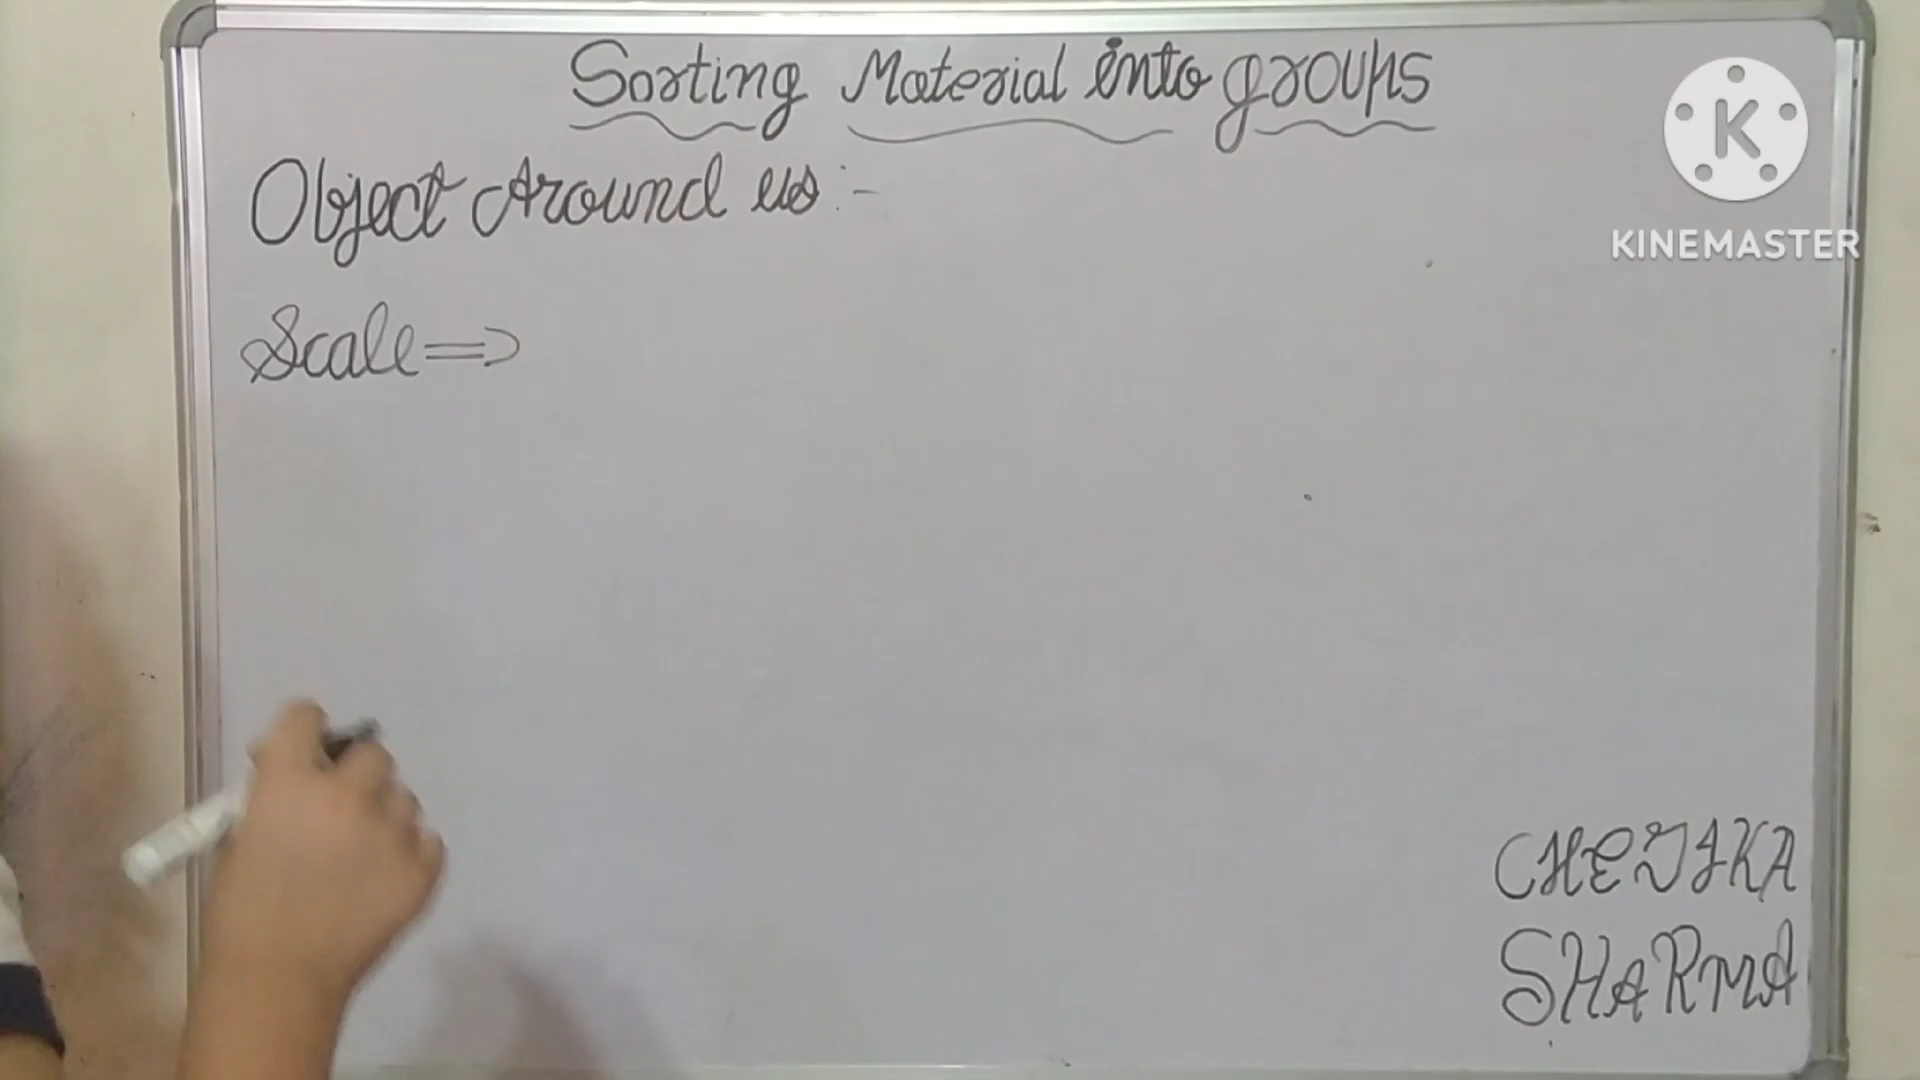 Sorting Material into groups
K
KINEMASTER
Object Around us :-
Scale ⇒
CHETIKA
SHARMA